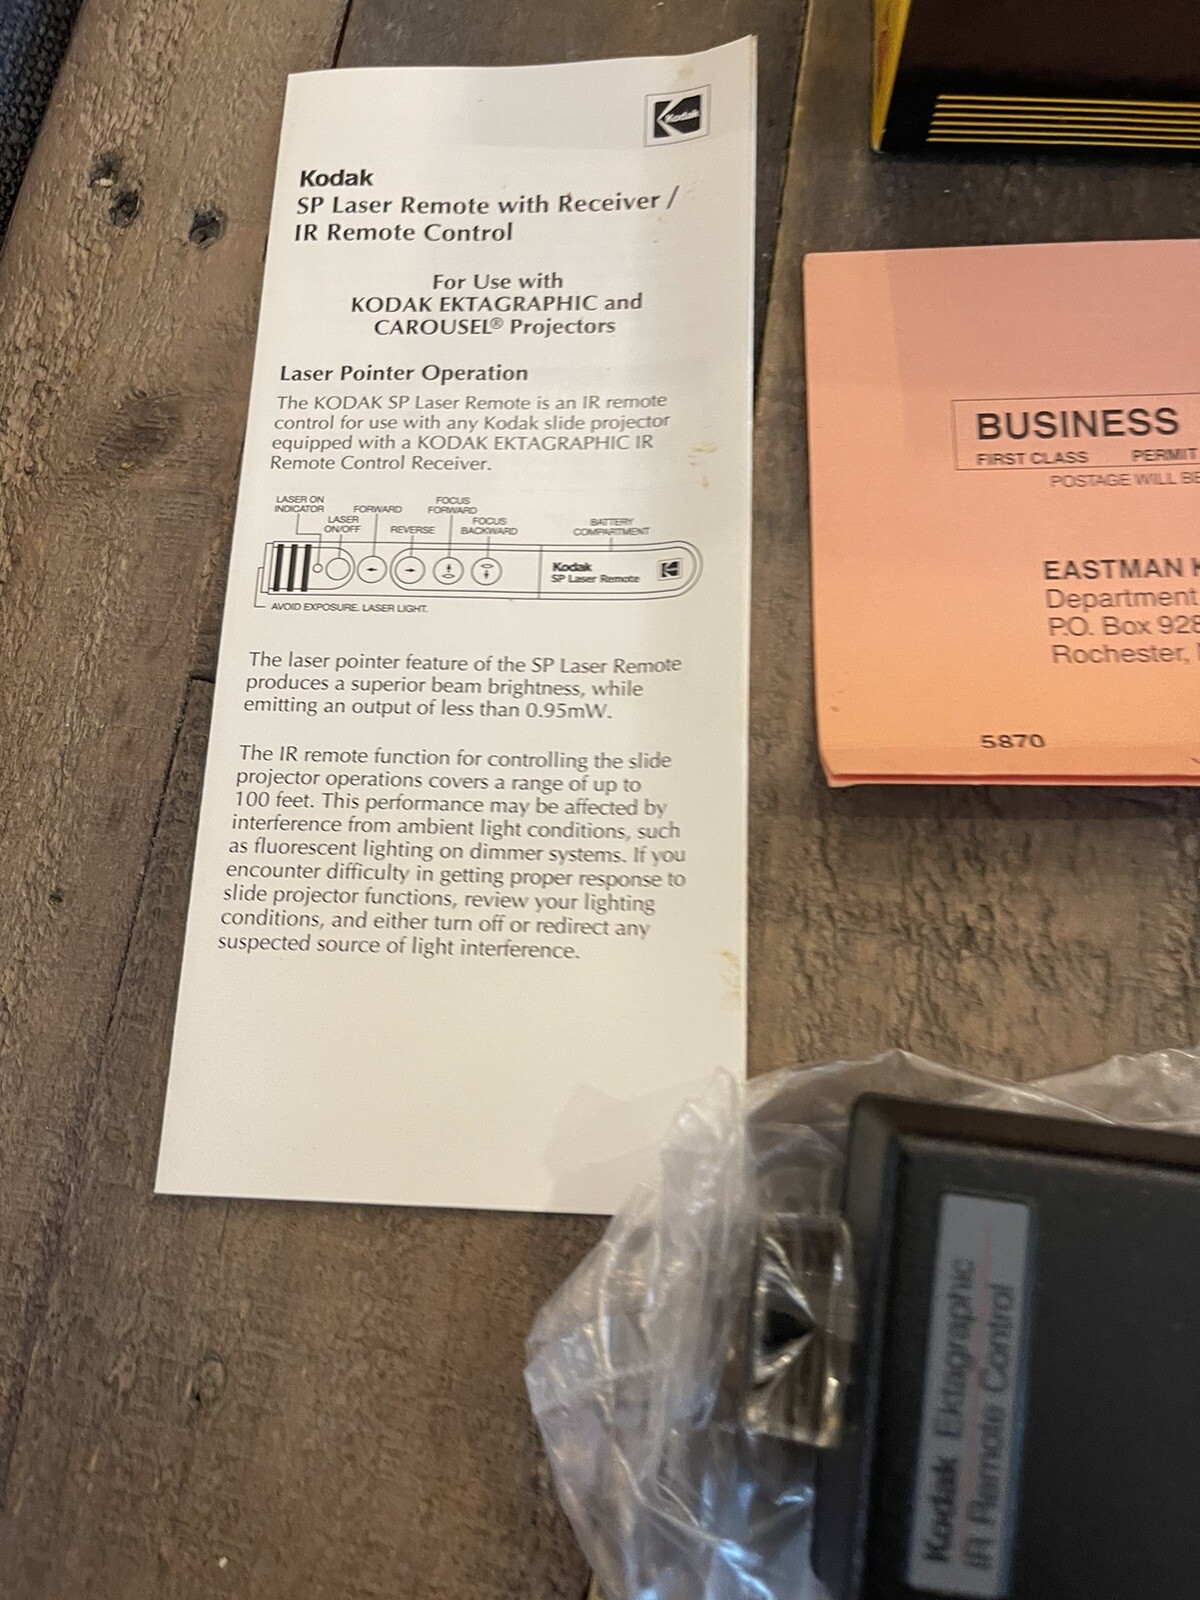 Kodak
Kodak
SP Laser Remote with Receiver /
IR Remote Control
For Use with
KODAK EKTAGRAPHIC and
CAROUSEL® Projectors
Laser Pointer Operation
The KODAK SP Laser Remote is an IR remote
control for use with any Kodak slide projector
equipped with a KODAK EKTAGRAPHIC IR
Remote Control Receiver.
LASER ON
INDICATOR
LASER
ON/OFF
FORWARD
REVERSE
FOCUS
FORWARD
FOCUS
BACKWARD
BATTERY
COMPARTMENT
Kodak
SP Laser Remote
AVOID EXPOSURE. LASER LIGHT.
The laser pointer feature of the SP Laser Remote
produces a superior beam brightness, while
emitting an output of less than 0.95mW.
The IR remote function for controlling the slide
projector operations covers a range of up to
100 feet. This performance may be affected by
interference from ambient light conditions, such
as fluorescent lighting on dimmer systems. If you
encounter difficulty in getting proper response to
slide projector functions, review your lighting
conditions, and either turn off or redirect any
suspected source of light interference.
BUSINESS
FIRST CLASS PERMIT
POSTAGE WILL BE
EASTMAN K
Department
P.O. Box 928
Rochester,
5870
Kodak Ektagraphic
IR Remote Control